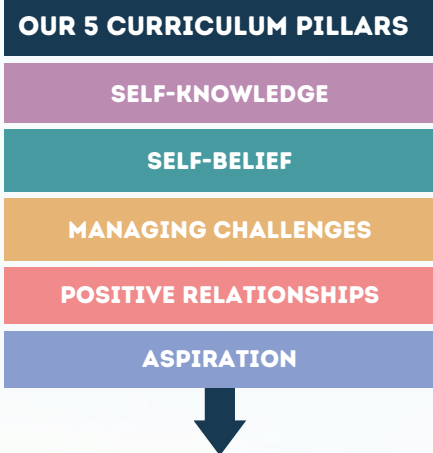 OUR 5 CURRICULUM PILLARS
SELF-KNOWLEDGE
SELF-BELIEF
MANAGING CHALLENGES
POSITIVE RELATIONSHIPS
ASPIRATION